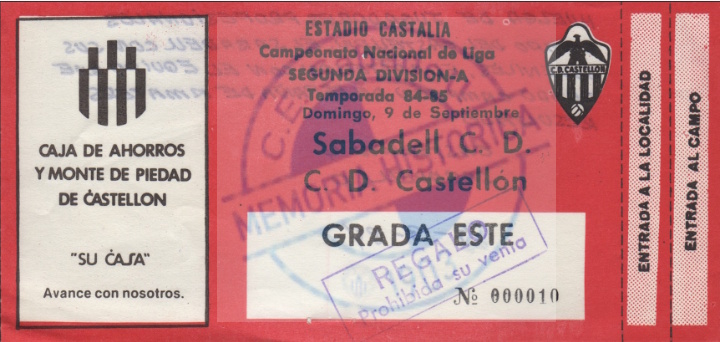 CAJA DE AHORROS
Y MONTE DE PIEDAD
DE CASTELLON
"SU CAJA"
Avance con nosotros.
ESTADIO CASTALIA
Campeonato Nacional de Liga
SEGUNDA DIVISION-A
Temporada 84-85
Domingo, 9 de Septiembre
Sabadell C. D.
C. D. Castellón
GRADA ESTE
Nº 000010
REGALO
Prohibida su venta
MEMORIA HISTORICA
C.D. CASTELLON
ENTRADA A LA LOCALIDAD
ENTRADA AL CAMPO